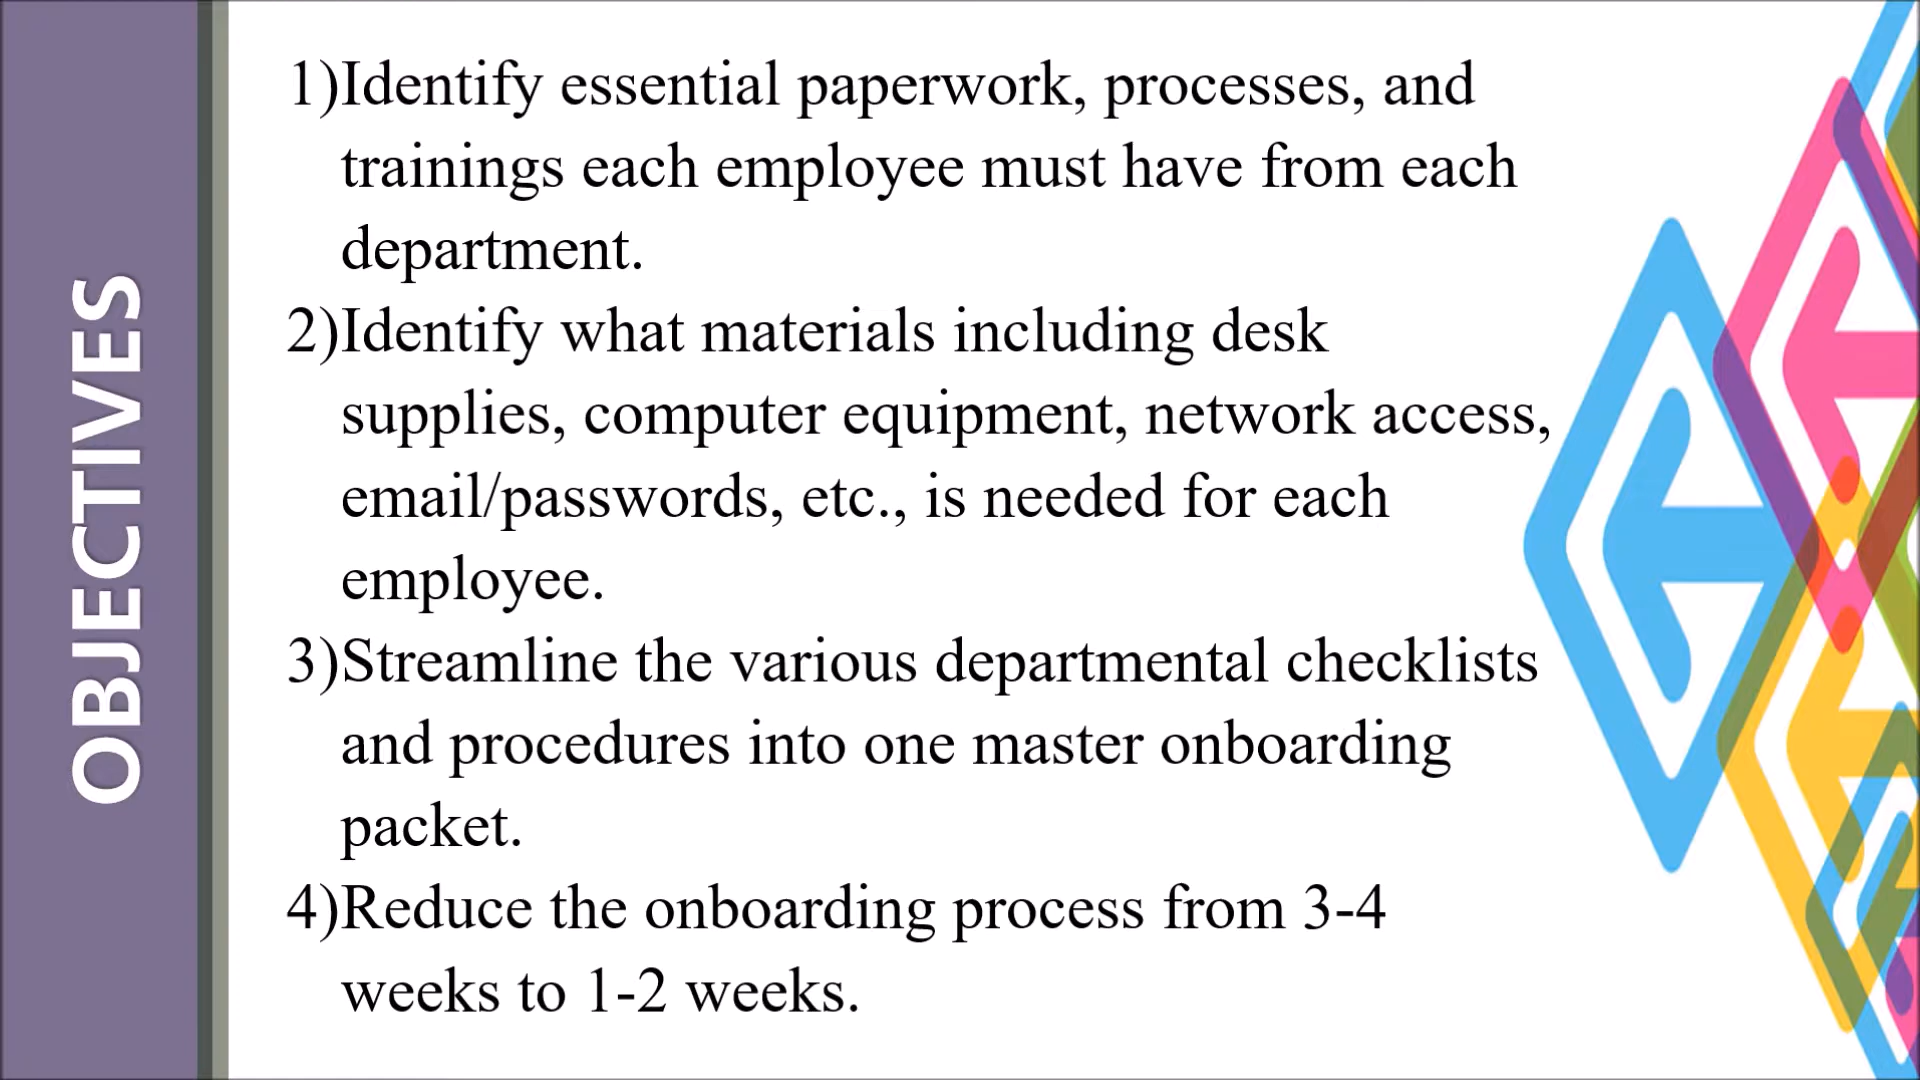 OBJECTIVES
1)Identify essential paperwork, processes, and
trainings each employee must have from each
department.
2)Identify what materials including desk
supplies, computer equipment, network access,
email/passwords, etc., is needed for each
employee.
3)Streamline the various departmental checklists
and procedures into one master onboarding
packet.
4)Reduce the onboarding process from 3-4
weeks to 1-2 weeks.